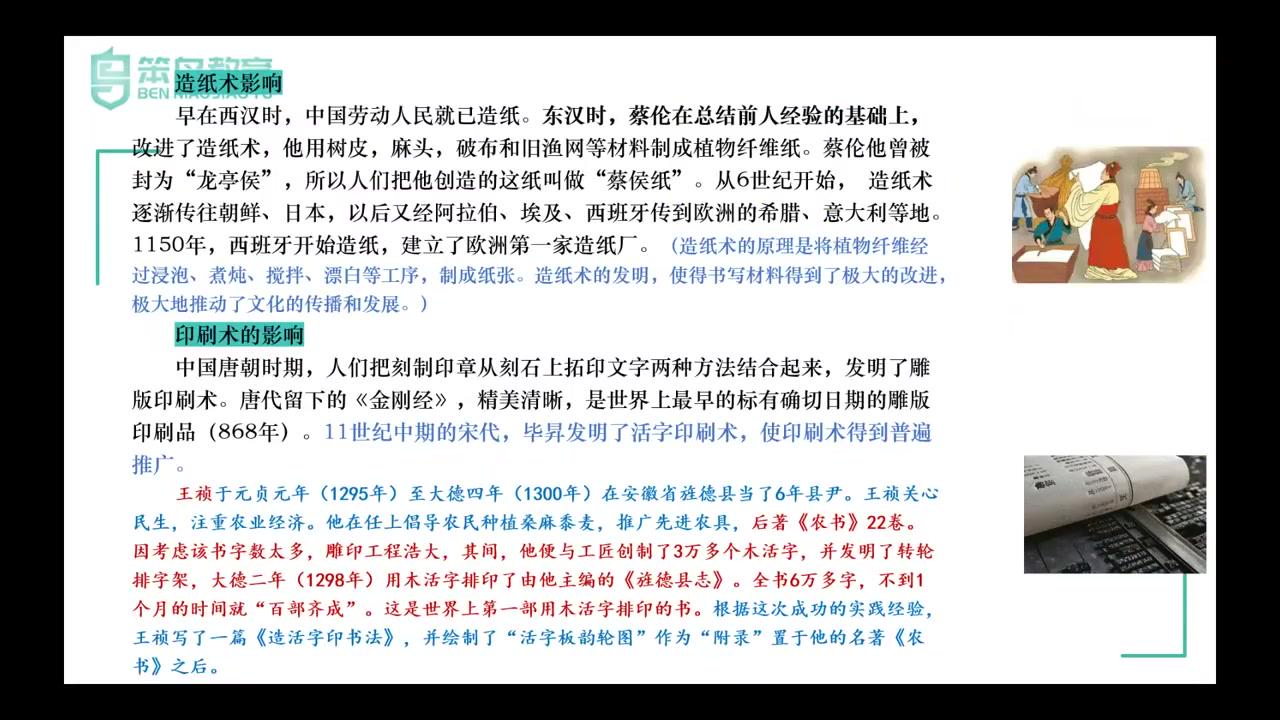 笨鸟教育
BEN NIAO JIAO YU
造纸术影响
早在西汉时，中国劳动人民就已造纸。东汉时，蔡伦在总结前人经验的基础上，
改进了造纸术，他用树皮，麻头，破布和旧渔网等材料制成植物纤维纸。蔡伦他曾被
封为“龙亭侯”，所以人们把他创造的这纸叫做“蔡侯纸”。从6世纪开始， 造纸术
逐渐传往朝鲜、日本，以后又经阿拉伯、埃及、西班牙传到欧洲的希腊、意大利等地。
1150年，西班牙开始造纸，建立了欧洲第一家造纸厂。（造纸术的原理是将植物纤维经
过浸泡、煮炖、搅拌、漂白等工序，制成纸张。造纸术的发明，使得书写材料得到了极大的改进，
极大地推动了文化的传播和发展。）
印刷术的影响
中国唐朝时期，人们把刻制印章从刻石上拓印文字两种方法结合起来，发明了雕
版印刷术。唐代留下的《金刚经》，精美清晰，是世界上最早的标有确切日期的雕版
印刷品（868年）。11世纪中期的宋代，毕昇发明了活字印刷术，使印刷术得到普遍
推广。
王祯于元贞元年（1295年）至大德四年（1300年）在安徽省旌德县当了6年县尹。王祯关心
民生，注重农业经济。他在任上倡导农民种植桑麻黍麦，推广先进农具，后著《农书》22卷。
因考虑该书字数太多，雕印工程浩大，其间，他便与工匠创制了3万多个木活字，并发明了转轮
排字架，大德二年（1298年）用木活字排印了由他主编的《旌德县志》。全书6万多字，不到1
个月的时间就“百部齐成”。这是世界上第一部用木活字排印的书。根据这次成功的实践经验，
王祯写了一篇《造活字印书法》，并绘制了“活字板韵轮图”作为“附录”置于他的名著《农
书》之后。